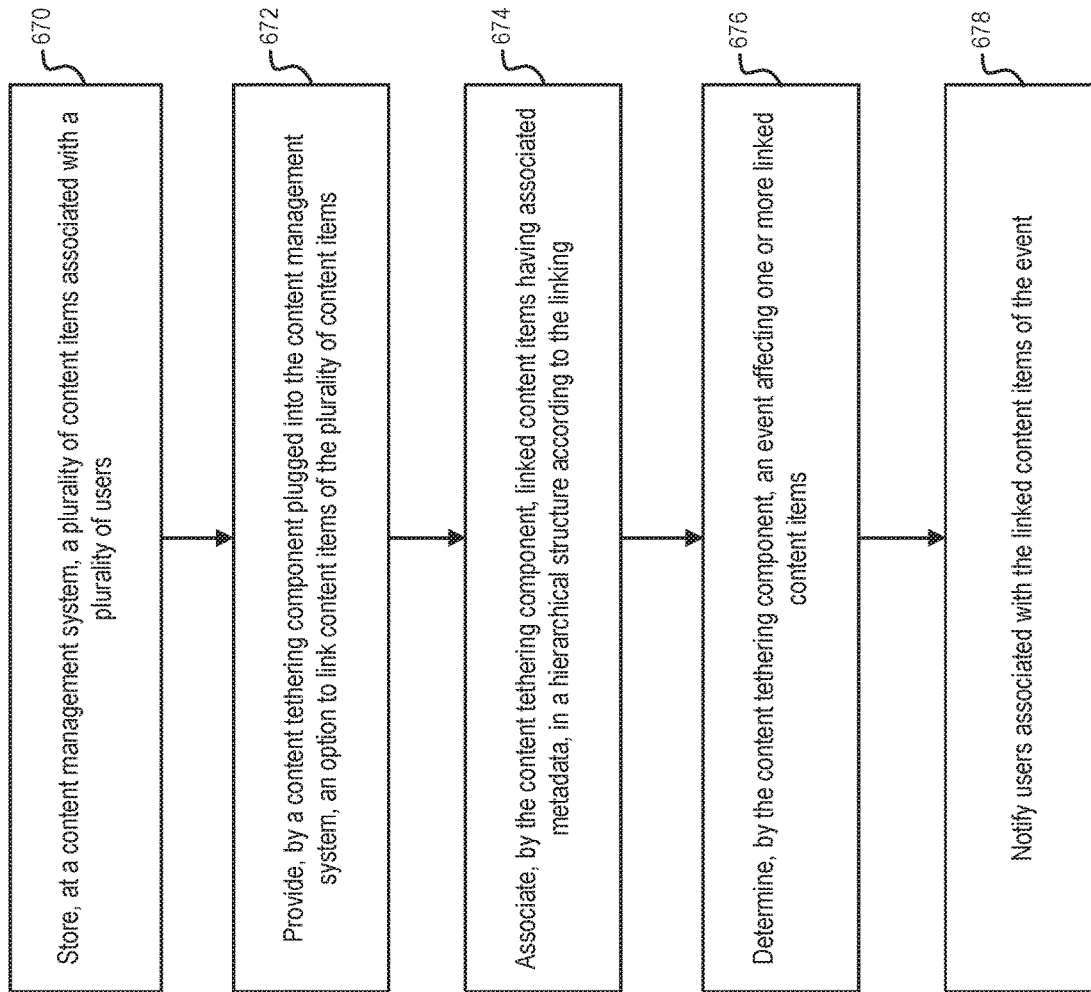 670
Store, at a content management system, a plurality of content items associated with a
plurality of users
672
Provide, by a content tethering component plugged into the content management
system, an option to link content items of the plurality of content items
674
Associate, by the content tethering component, linked content items having associated
metadata, in a hierarchical structure according to the linking
676
Determine, by the content tethering component, an event affecting one or more linked
content items
678
Notify users associated with the linked content items of the event